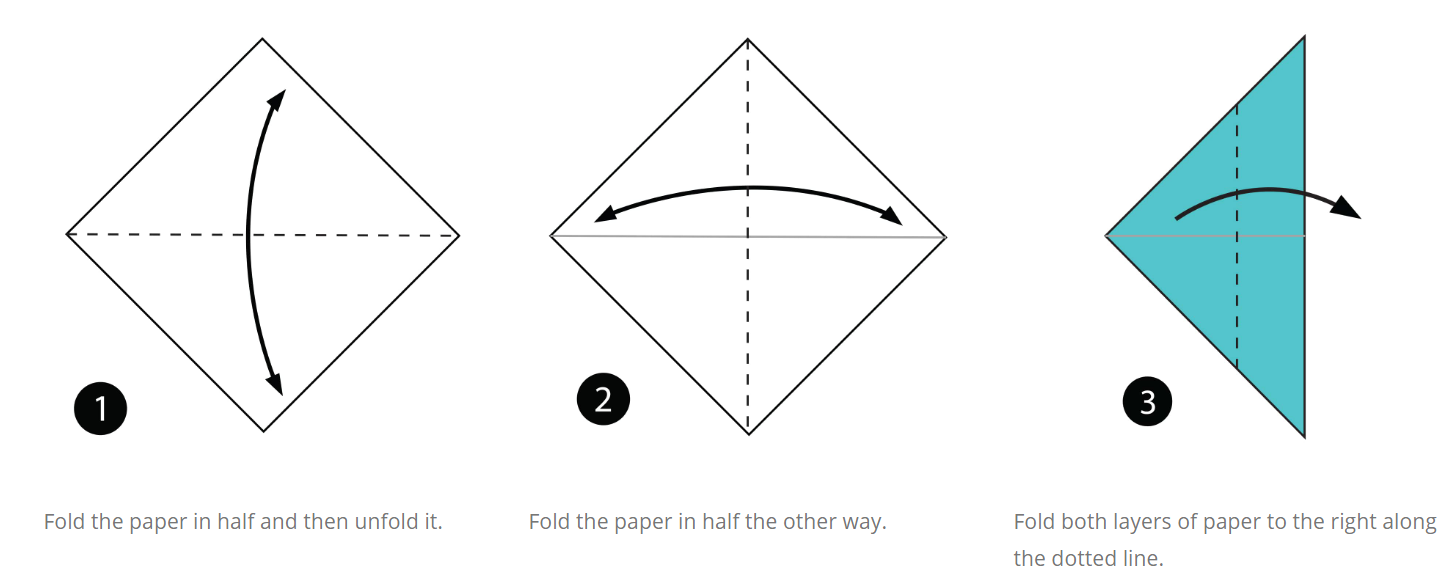 1
2
3
Fold the paper in half and then unfold it.
Fold the paper in half the other way.
Fold both layers of paper to the right along
the dotted line.